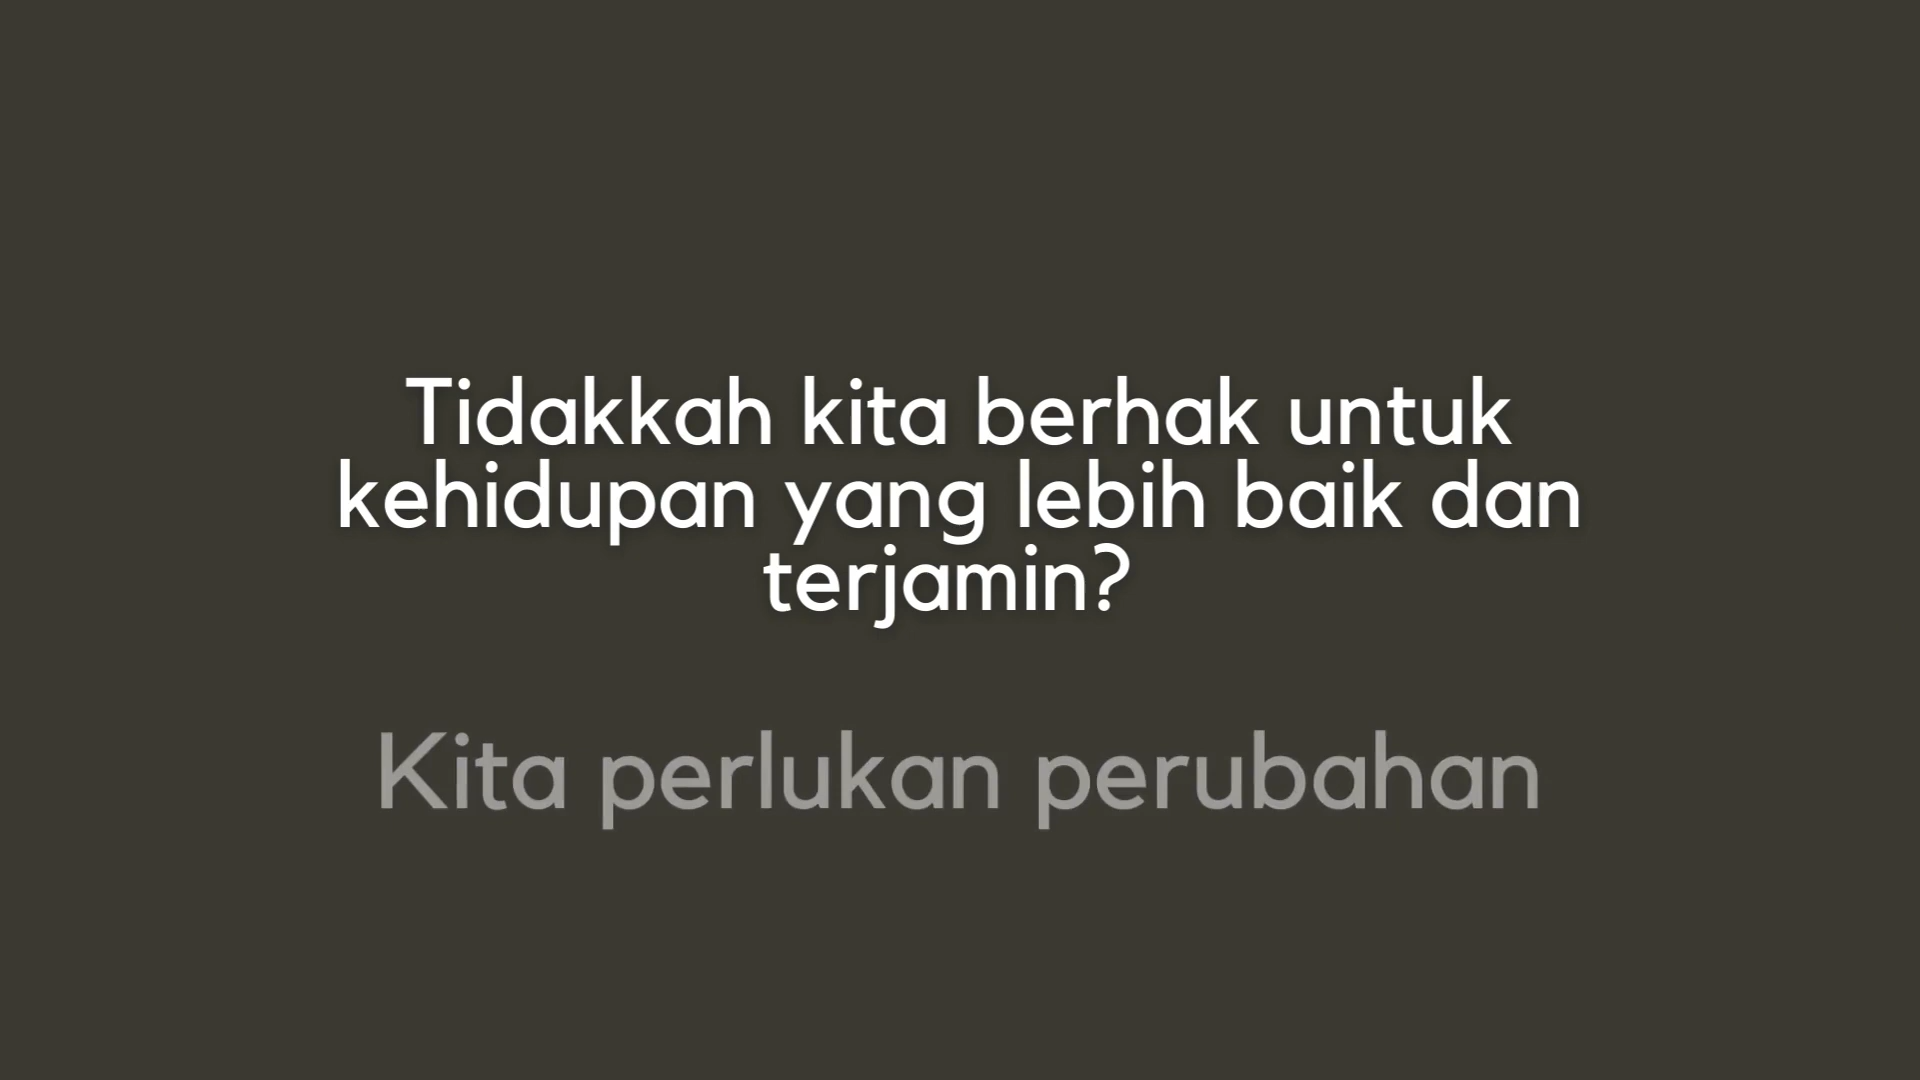 Tidakkah kita berhak untuk
kehidupan yang lebih baik dan
terjamin?
Kita perlukan perubahan